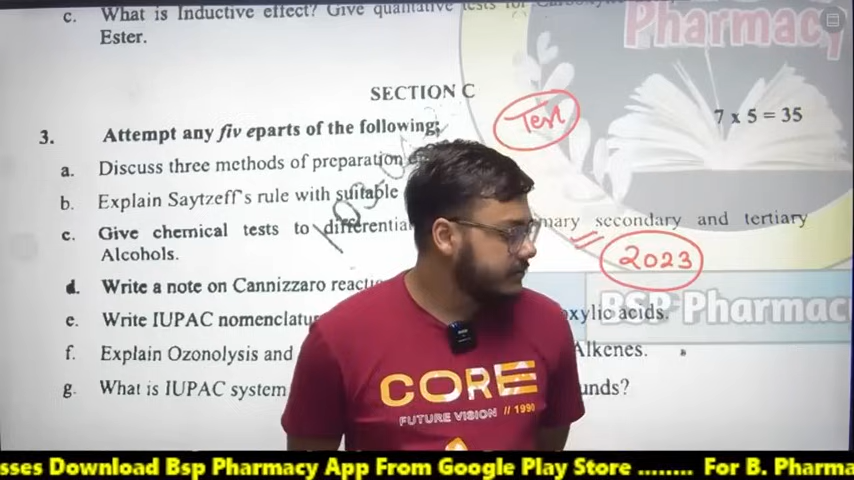 c. What is Inductive effect? Give qualitative tests for Carboxylic
Ester.
Pharmacy
SECTION C
Test
7 x 5 = 35
3. Attempt any fiv eparts of the following;
a. Discuss three methods of preparation
b. Explain Saytzeff's rule with suitable
c. Give chemical tests to differentia mary secondary and tertiary
Alcohols.
2023
d. Write a note on Cannizzaro reactio
BSP Pharmac
e. Write IUPAC nomenclatur oxylic acids.
f. Explain Ozonolysis and Alkenes.
g. What is IUPAC system unds?
CORE
FUTURE VISION // 1990
sses Download Bsp Pharmacy App From Google Play Store ........ For B. Pharma